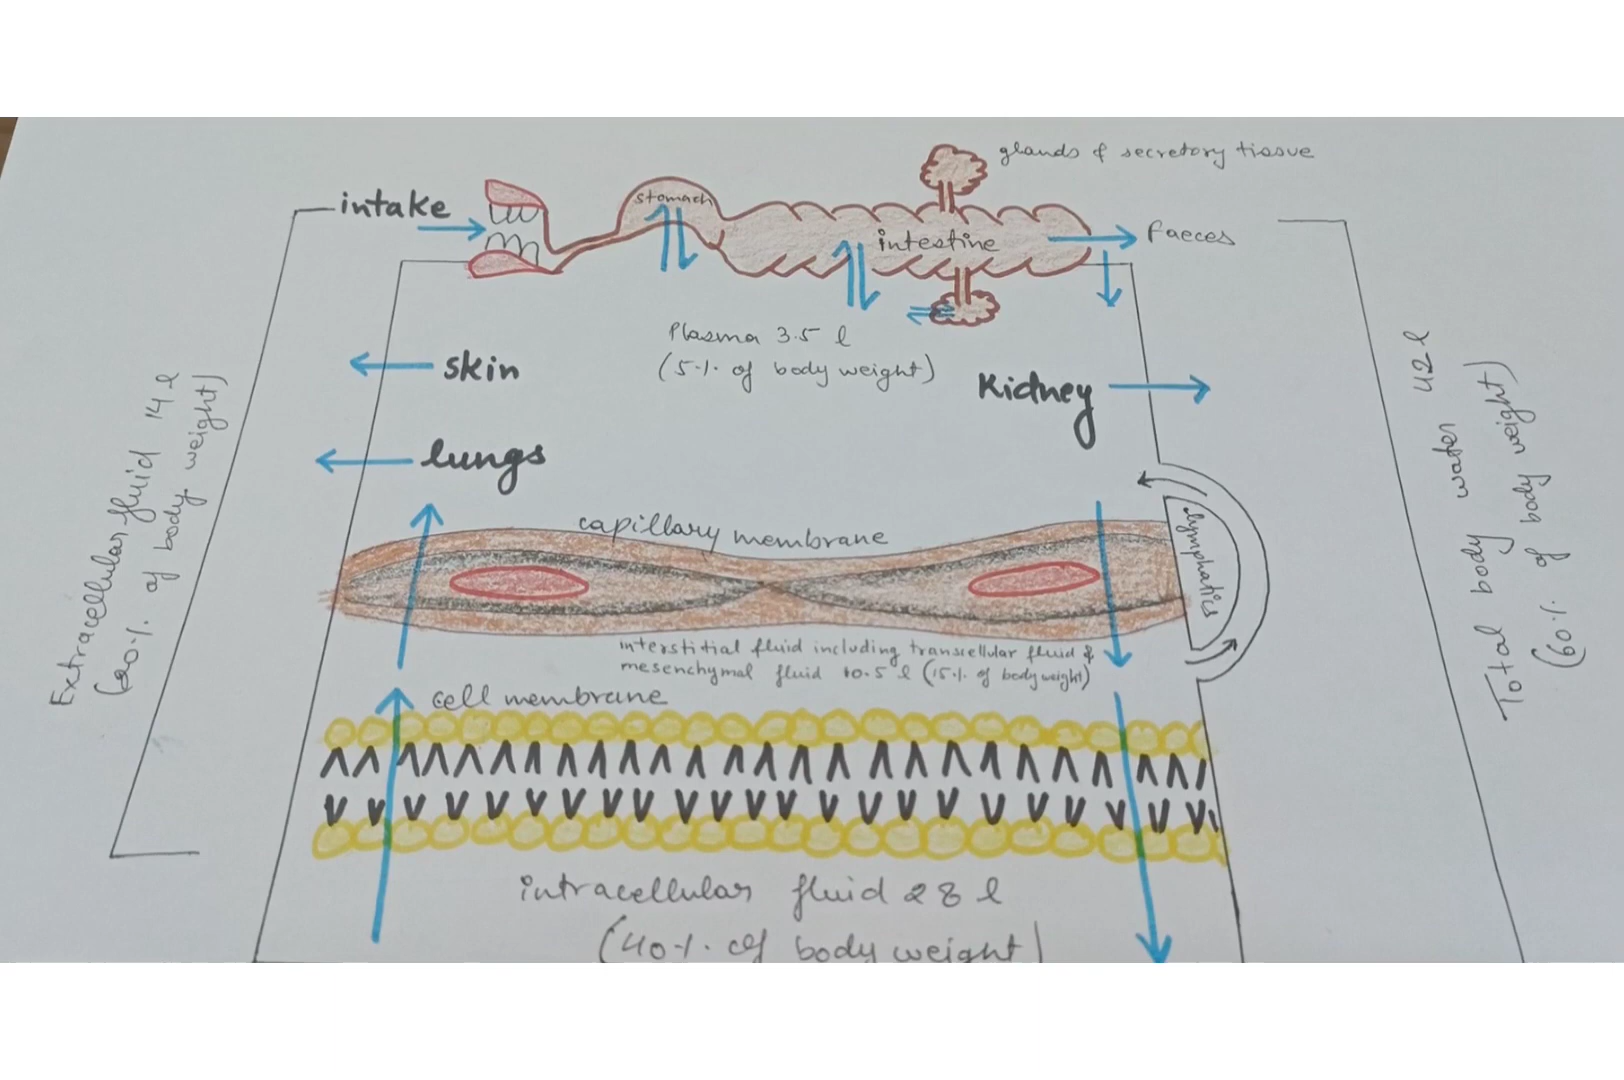 glands & secretory tissue
intake
stomach
intestine
faeces
Plasma 3.5 l
(5% of body weight)
skin
Kidney
lungs
capillary membrane
lymphatics
interstitial fluid including transcellular fluid &
mesenchymal fluid 10.5 l (15% of body weight)
cell membrane
intracellular fluid 28 l
(40% of body weight)
Extracellular fluid 14 l
(20% of body weight)
Total body water 42 l
(60% of body weight)